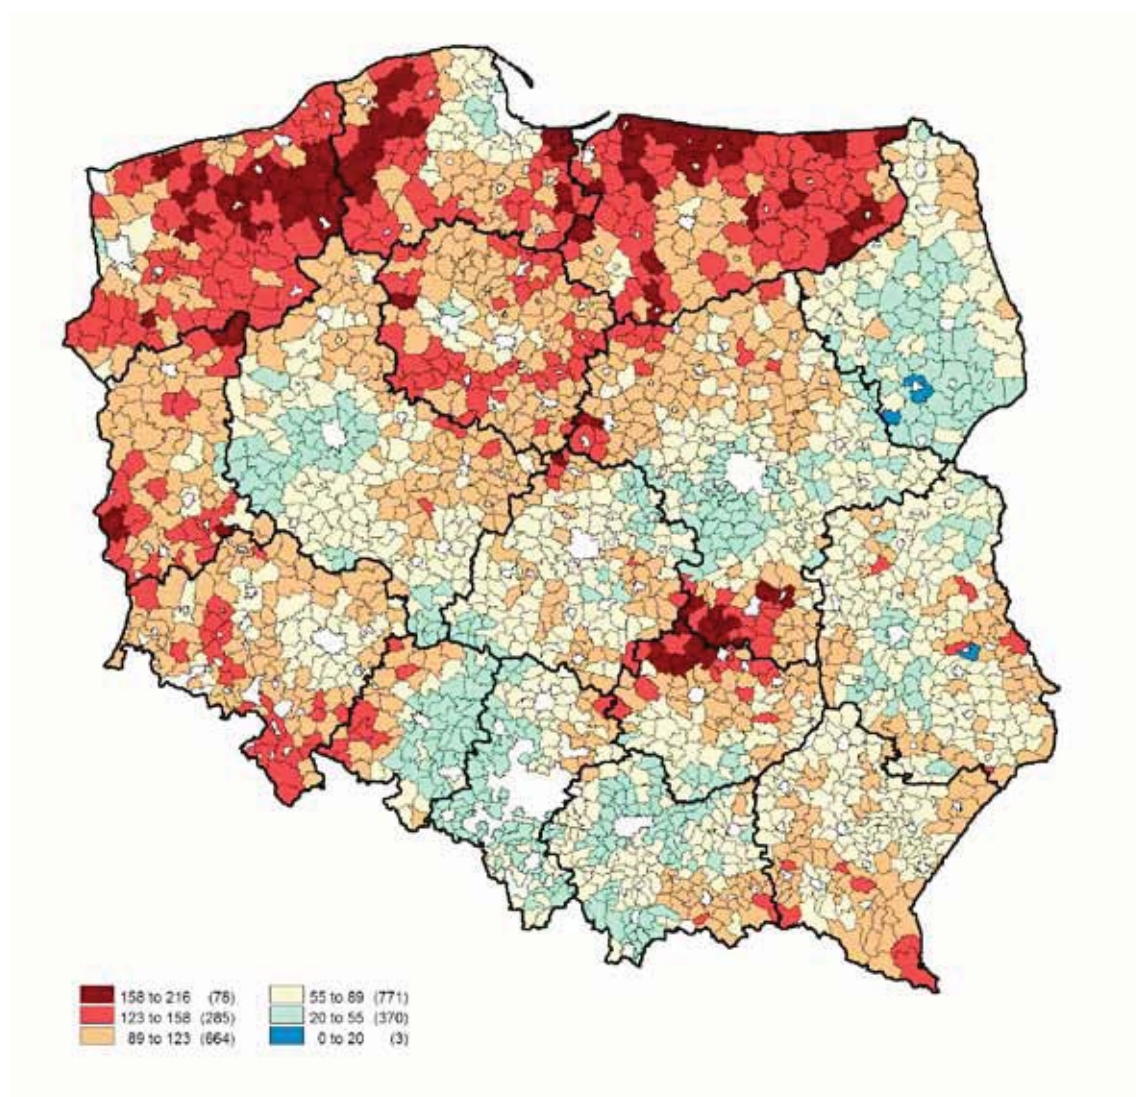 158 to 216 (78)
123 to 158 (285)
89 to 123 (664)
55 to 89 (771)
20 to 55 (370)
0 to 20 (3)